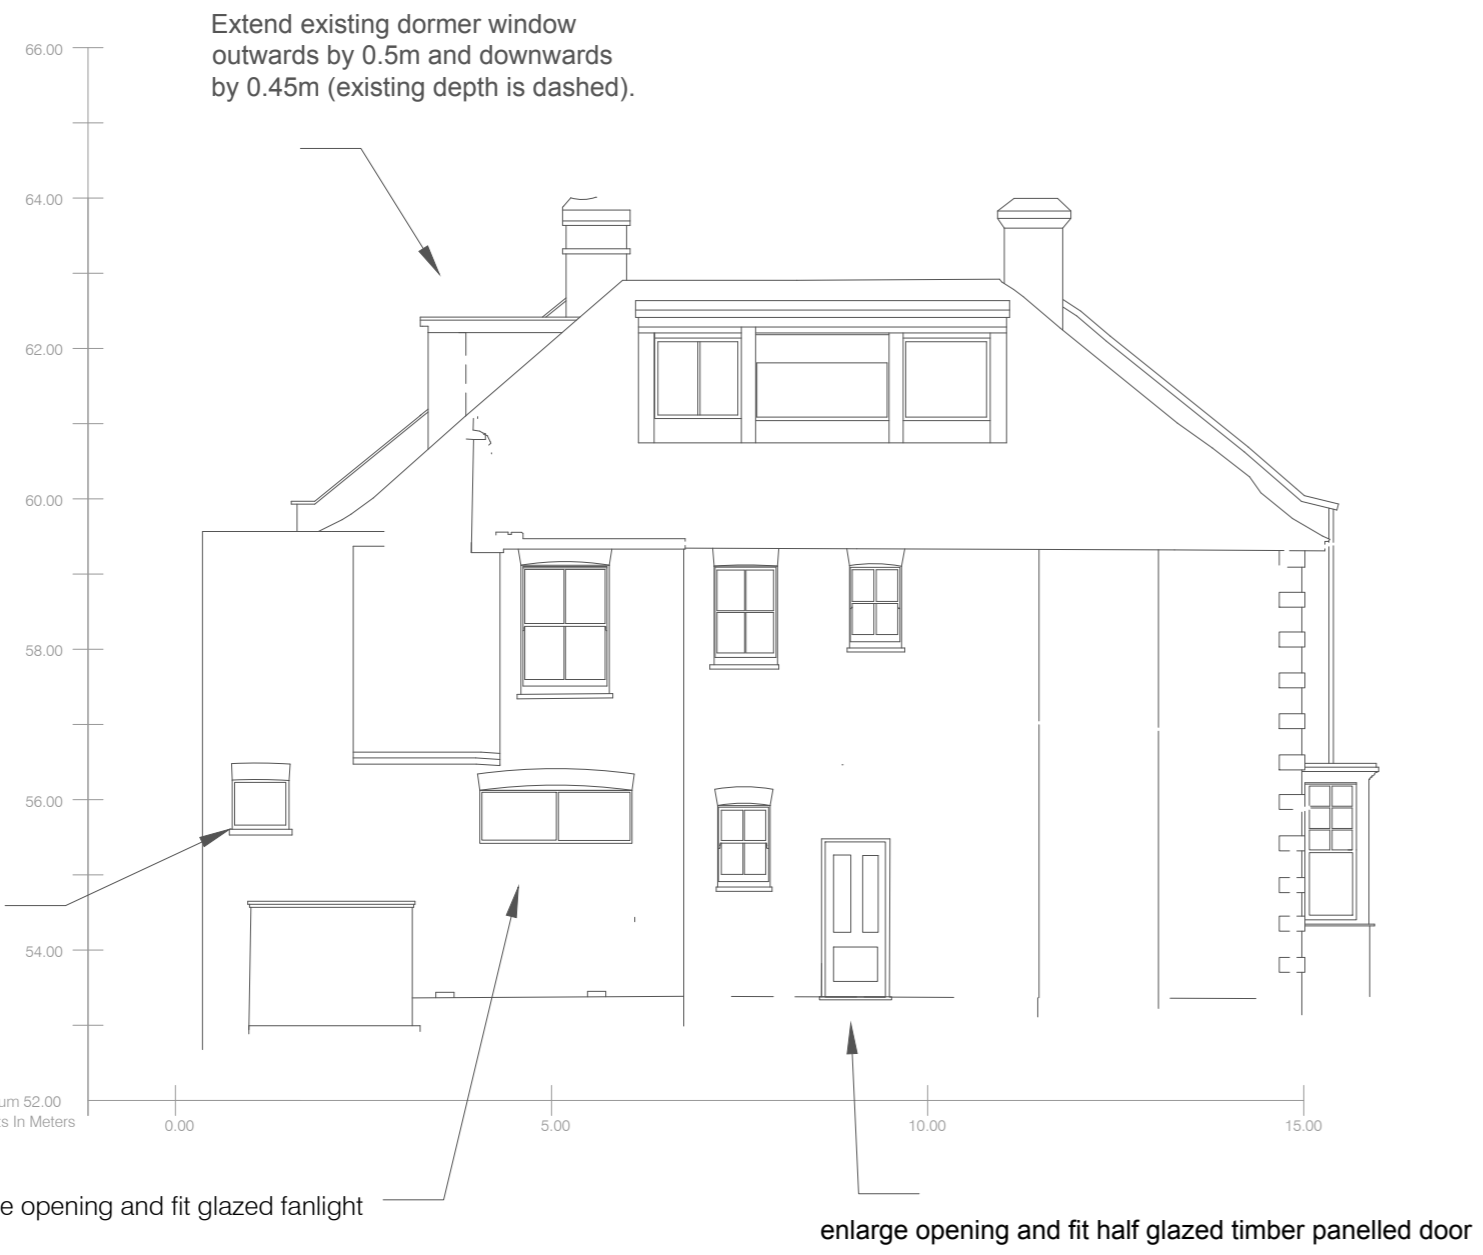 Extend existing dormer window
outwards by 0.5m and downwards
by 0.45m (existing depth is dashed).
66.00
64.00
62.00
60.00
58.00
56.00
54.00
um 52.00
s In Meters
0.00
5.00
10.00
15.00
e opening and fit glazed fanlight
enlarge opening and fit half glazed timber panelled door